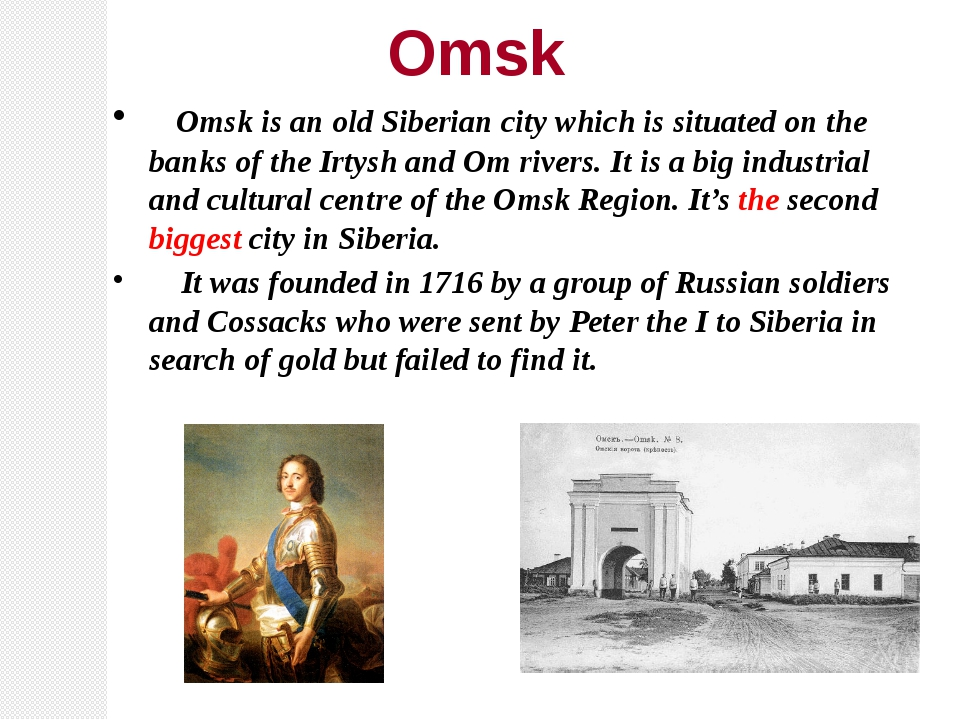 Omsk
• Omsk is an old Siberian city which is situated on the
banks of the Irtysh and Om rivers. It is a big industrial
and cultural centre of the Omsk Region. It’s the second
biggest city in Siberia.
• It was founded in 1716 by a group of Russian soldiers
and Cossacks who were sent by Peter the I to Siberia in
search of gold but failed to find it.
Омскъ.—Omsk. № 8.
Омскія ворота (крѣпость).